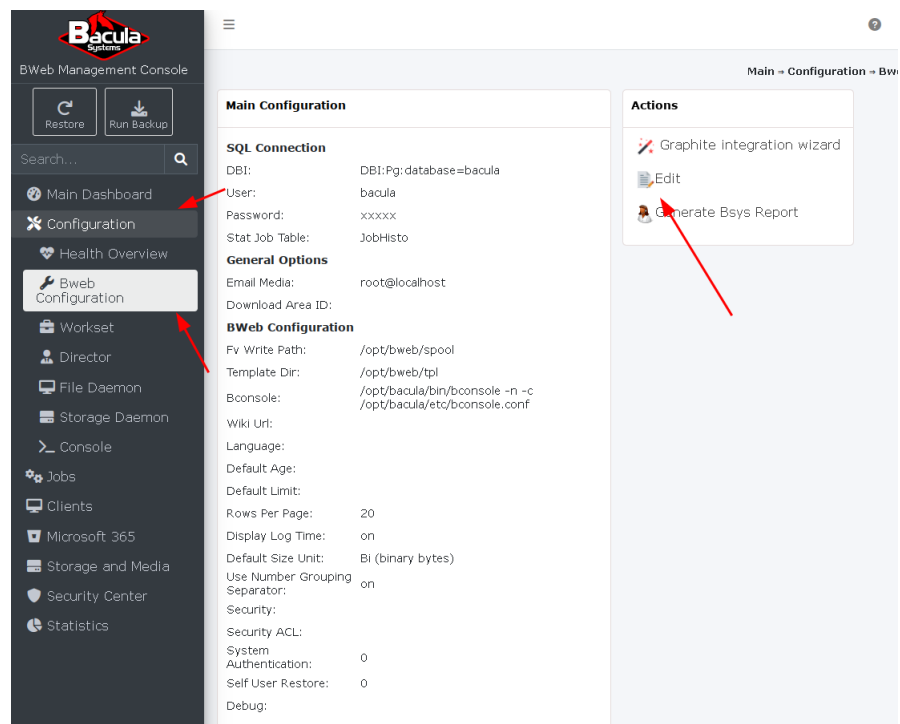 Bacula
Systems
BWeb Management Console
Restore
Run Backup
Search...
Main Dashboard
Configuration
Health Overview
Bweb
Configuration
Workset
Director
File Daemon
Storage Daemon
Console
Jobs
Clients
Microsoft 365
Storage and Media
Security Center
Statistics
Main → Configuration → Bwe
Main Configuration
SQL Connection
DBI: DBI:Pg:database=bacula
User: bacula
Password: xxxxx
Stat Job Table: JobHisto
General Options
Email Media: root@localhost
Download Area ID:
BWeb Configuration
Fv Write Path: /opt/bweb/spool
Template Dir: /opt/bweb/tpl
Bconsole: /opt/bacula/bin/bconsole -n -c
/opt/bacula/etc/bconsole.conf
Wiki Url:
Language:
Default Age:
Default Limit:
Rows Per Page: 20
Display Log Time: on
Default Size Unit: Bi (binary bytes)
Use Number Grouping
Separator: on
Security:
Security ACL:
System
Authentication: 0
Self User Restore: 0
Debug:
Actions
Graphite integration wizard
Edit
Generate Bsys Report